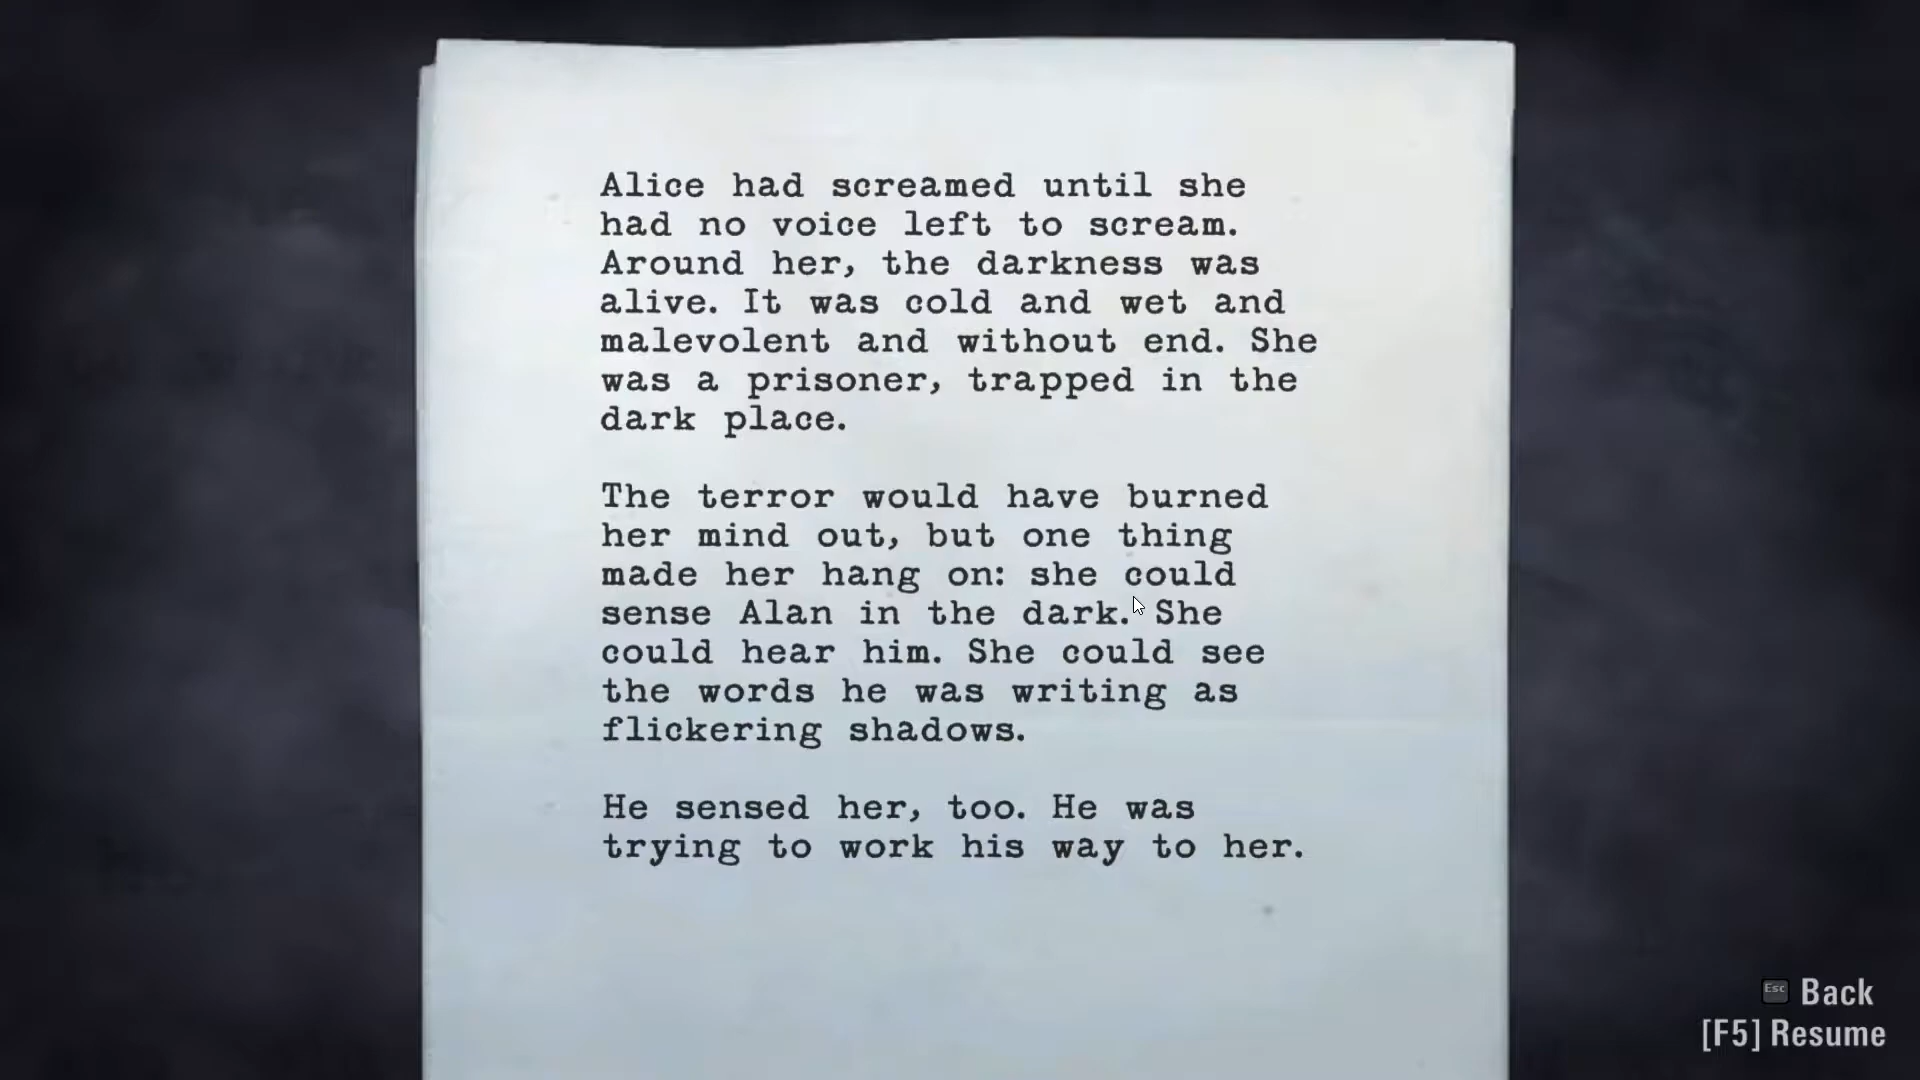 Alice had screamed until she
had no voice left to scream.
Around her, the darkness was
alive. It was cold and wet and
malevolent and without end. She
was a prisoner, trapped in the
dark place.
The terror would have burned
her mind out, but one thing
made her hang on: she could
sense Alan in the dark. She
could hear him. She could see
the words he was writing as
flickering shadows.
He sensed her, too. He was
trying to work his way to her.
Esc Back
[F5] Resume